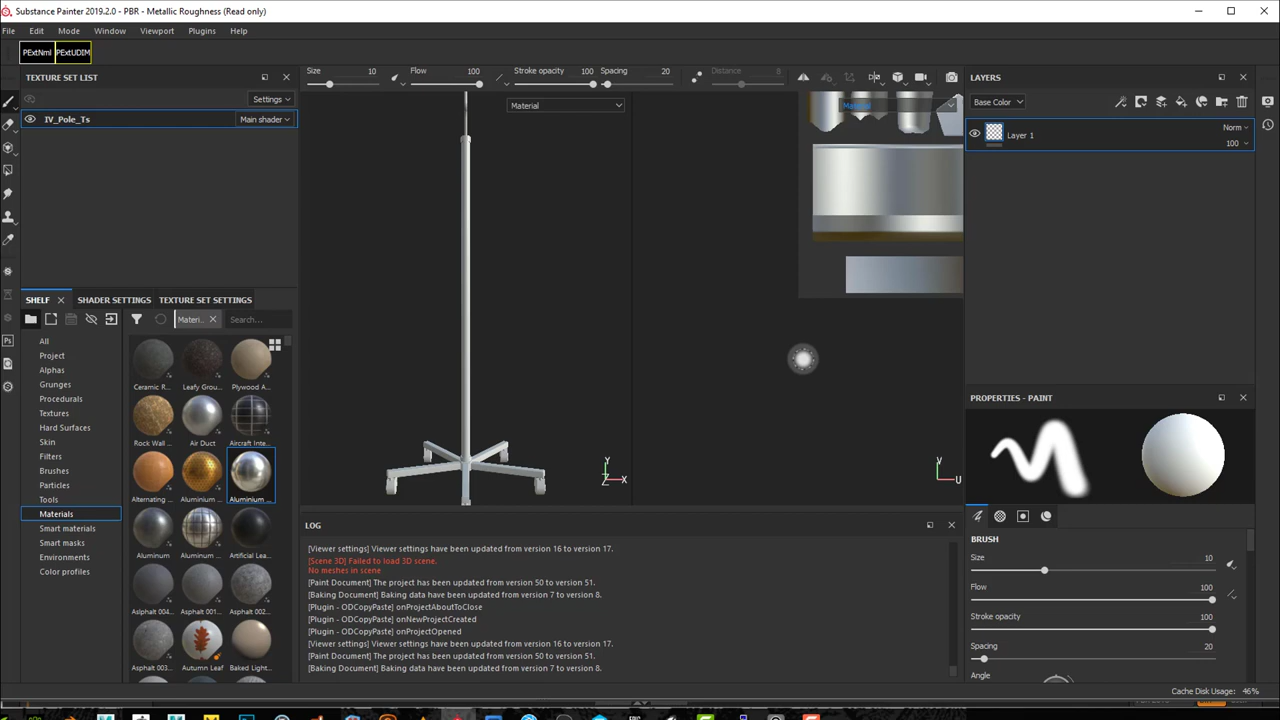 Substance Painter 2019.2.0 - PBR - Metallic Roughness (Read only)
File Edit Mode Window Viewport Plugins Help
PExtNml PExtUDIM
TEXTURE SET LIST
Settings
IV_Pole_Ts Main shader
Size 10 Flow 100 Stroke opacity 100 Spacing 20 Distance 8
Material
Material
Y
Z X
V
U
LAYERS
Base Color
Layer 1 Norm
100
SHELF SHADER SETTINGS TEXTURE SET SETTINGS
Materi... Search...
All
Project
Alphas
Grunges
Procedurals
Textures
Hard Surfaces
Skin
Filters
Brushes
Particles
Tools
Materials
Smart materials
Smart masks
Environments
Color profiles
Ceramic R... Leafy Grou... Plywood A...
Rock Wall ... Air Duct Aircraft Inte...
Alternating ... Aluminium ... Aluminium ...
Aluminum Aluminum ... Artificial Lea...
Asphalt 004... Asphalt 001... Asphalt 002...
Asphalt 003... Autumn Leaf Baked Light...
LOG
[Viewer settings] Viewer settings have been updated from version 16 to version 17.
[Scene 3D] Failed to load 3D scene.
No meshes in scene
[Paint Document] The project has been updated from version 50 to version 51.
[Baking Document] Baking data have been updated from version 7 to version 8.
[Plugin - ODCopyPaste] onProjectAboutToClose
[Plugin - ODCopyPaste] onNewProjectCreated
[Plugin - ODCopyPaste] onProjectOpened
[Viewer settings] Viewer settings have been updated from version 16 to version 17.
[Paint Document] The project has been updated from version 50 to version 51.
[Baking Document] Baking data have been updated from version 7 to version 8.
PROPERTIES - PAINT
BRUSH
Size 10
Flow 100
Stroke opacity 100
Spacing 20
Angle
Cache Disk Usage: 46%